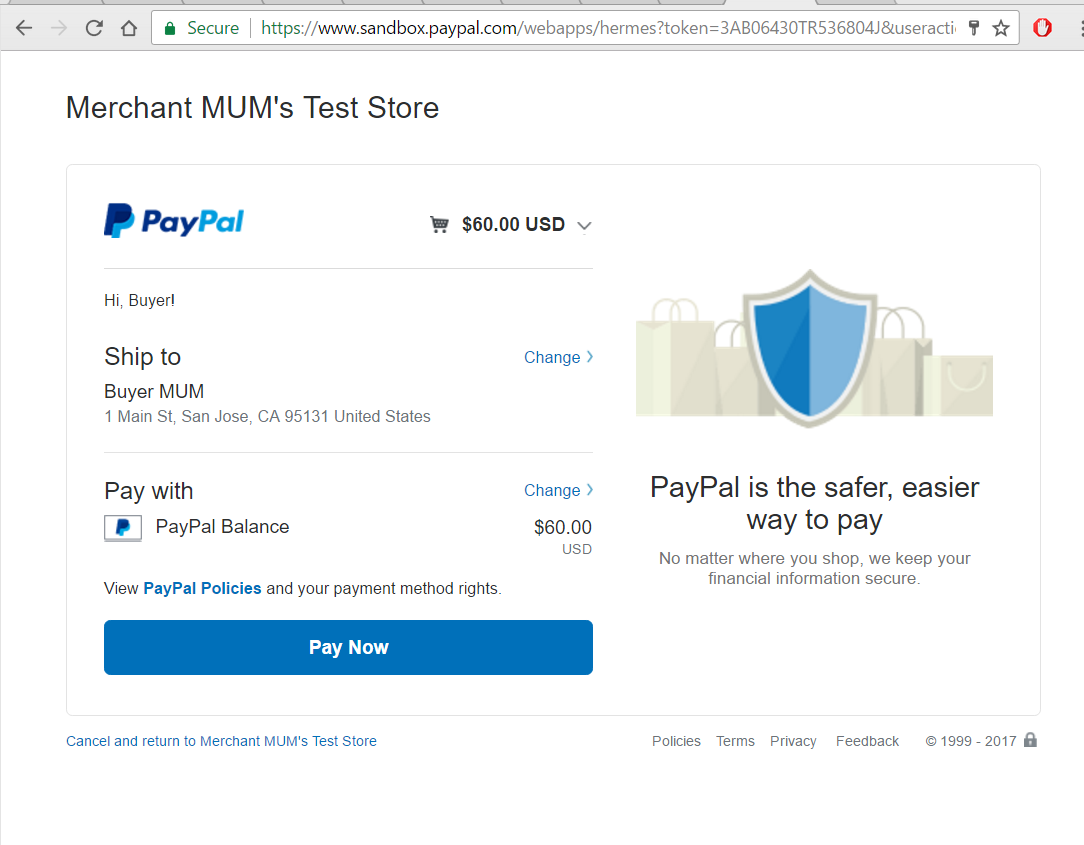 Secure https://www.sandbox.paypal.com/webapps/hermes?token=3AB06430TR536804J&useracti
Merchant MUM's Test Store
PayPal $60.00 USD
Hi, Buyer!
Ship to Change
Buyer MUM
1 Main St, San Jose, CA 95131 United States
Pay with Change
PayPal Balance $60.00
USD
View PayPal Policies and your payment method rights.
Pay Now
PayPal is the safer, easier
way to pay
No matter where you shop, we keep your
financial information secure.
Cancel and return to Merchant MUM's Test Store
Policies Terms Privacy Feedback © 1999 - 2017